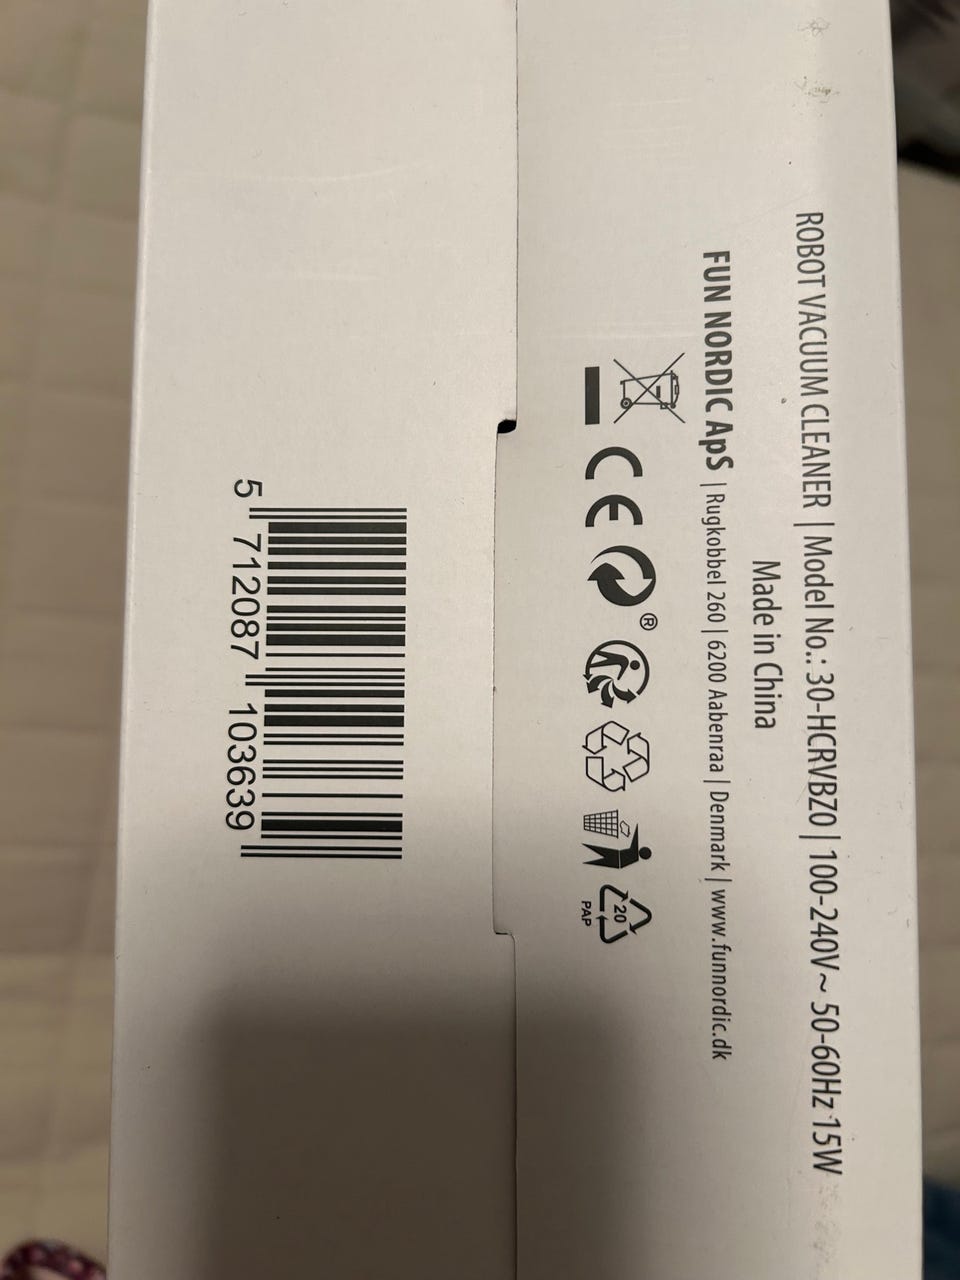 ROBOT VACUUM CLEANER | Model No.: 30-HCRVBZ0 | 100-240V~ 50-60Hz 15W
Made in China
FUN NORDIC ApS | Rugkobbel 260 | 6200 Aabenraa | Denmark | www.funnordic.dk
CE ® 20
PAP
5 712087 103639